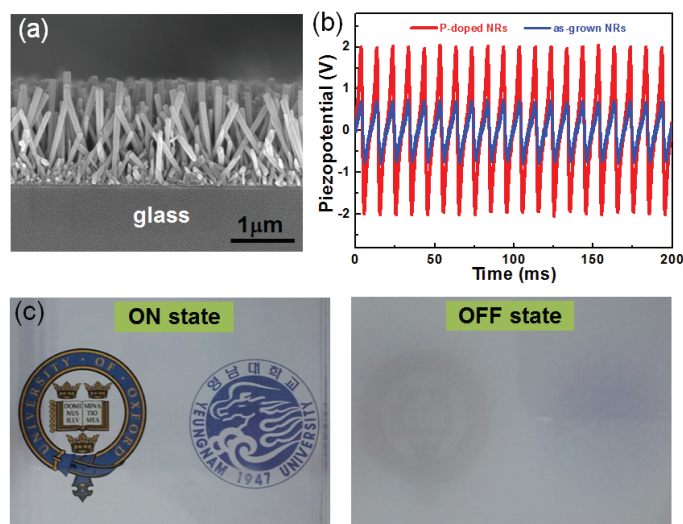 (a)
glass
1μm
(b)
P-doped NRs
as-grown NRs
Piezopotential (V)
2
1
0
-1
-2
0 50 100 150 200
Time (ms)
(c)
ON state
UNIVERSITY · OF · OXFORD
DOMI MINA
NUS TIO
ILLV MEA
영남대학교
YEUNGNAM UNIVERSITY
1947
OFF state